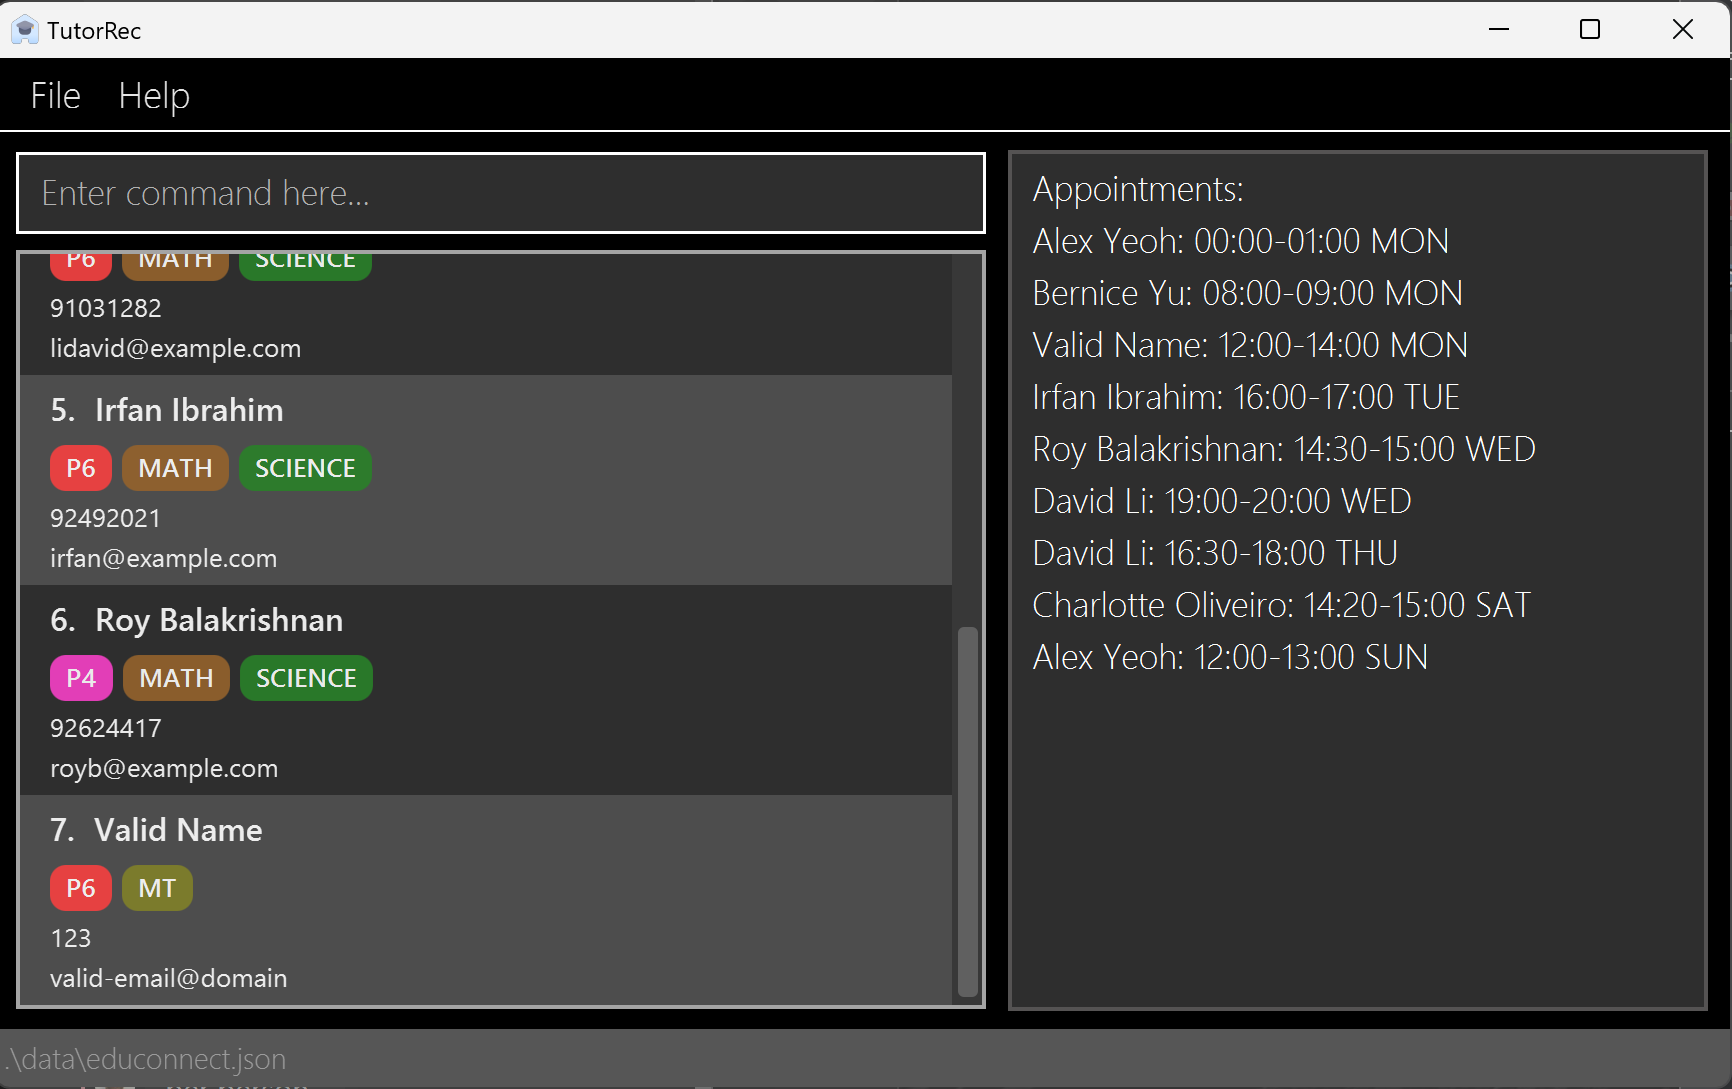 TutorRec
File Help
Enter command here...
P6 MATH SCIENCE
91031282
lidavid@example.com
5. Irfan Ibrahim
P6 MATH SCIENCE
92492021
irfan@example.com
6. Roy Balakrishnan
P4 MATH SCIENCE
92624417
royb@example.com
7. Valid Name
P6 MT
123
valid-email@domain
Appointments:
Alex Yeoh: 00:00-01:00 MON
Bernice Yu: 08:00-09:00 MON
Valid Name: 12:00-14:00 MON
Irfan Ibrahim: 16:00-17:00 TUE
Roy Balakrishnan: 14:30-15:00 WED
David Li: 19:00-20:00 WED
David Li: 16:30-18:00 THU
Charlotte Oliveiro: 14:20-15:00 SAT
Alex Yeoh: 12:00-13:00 SUN
.\data\educonnect.json